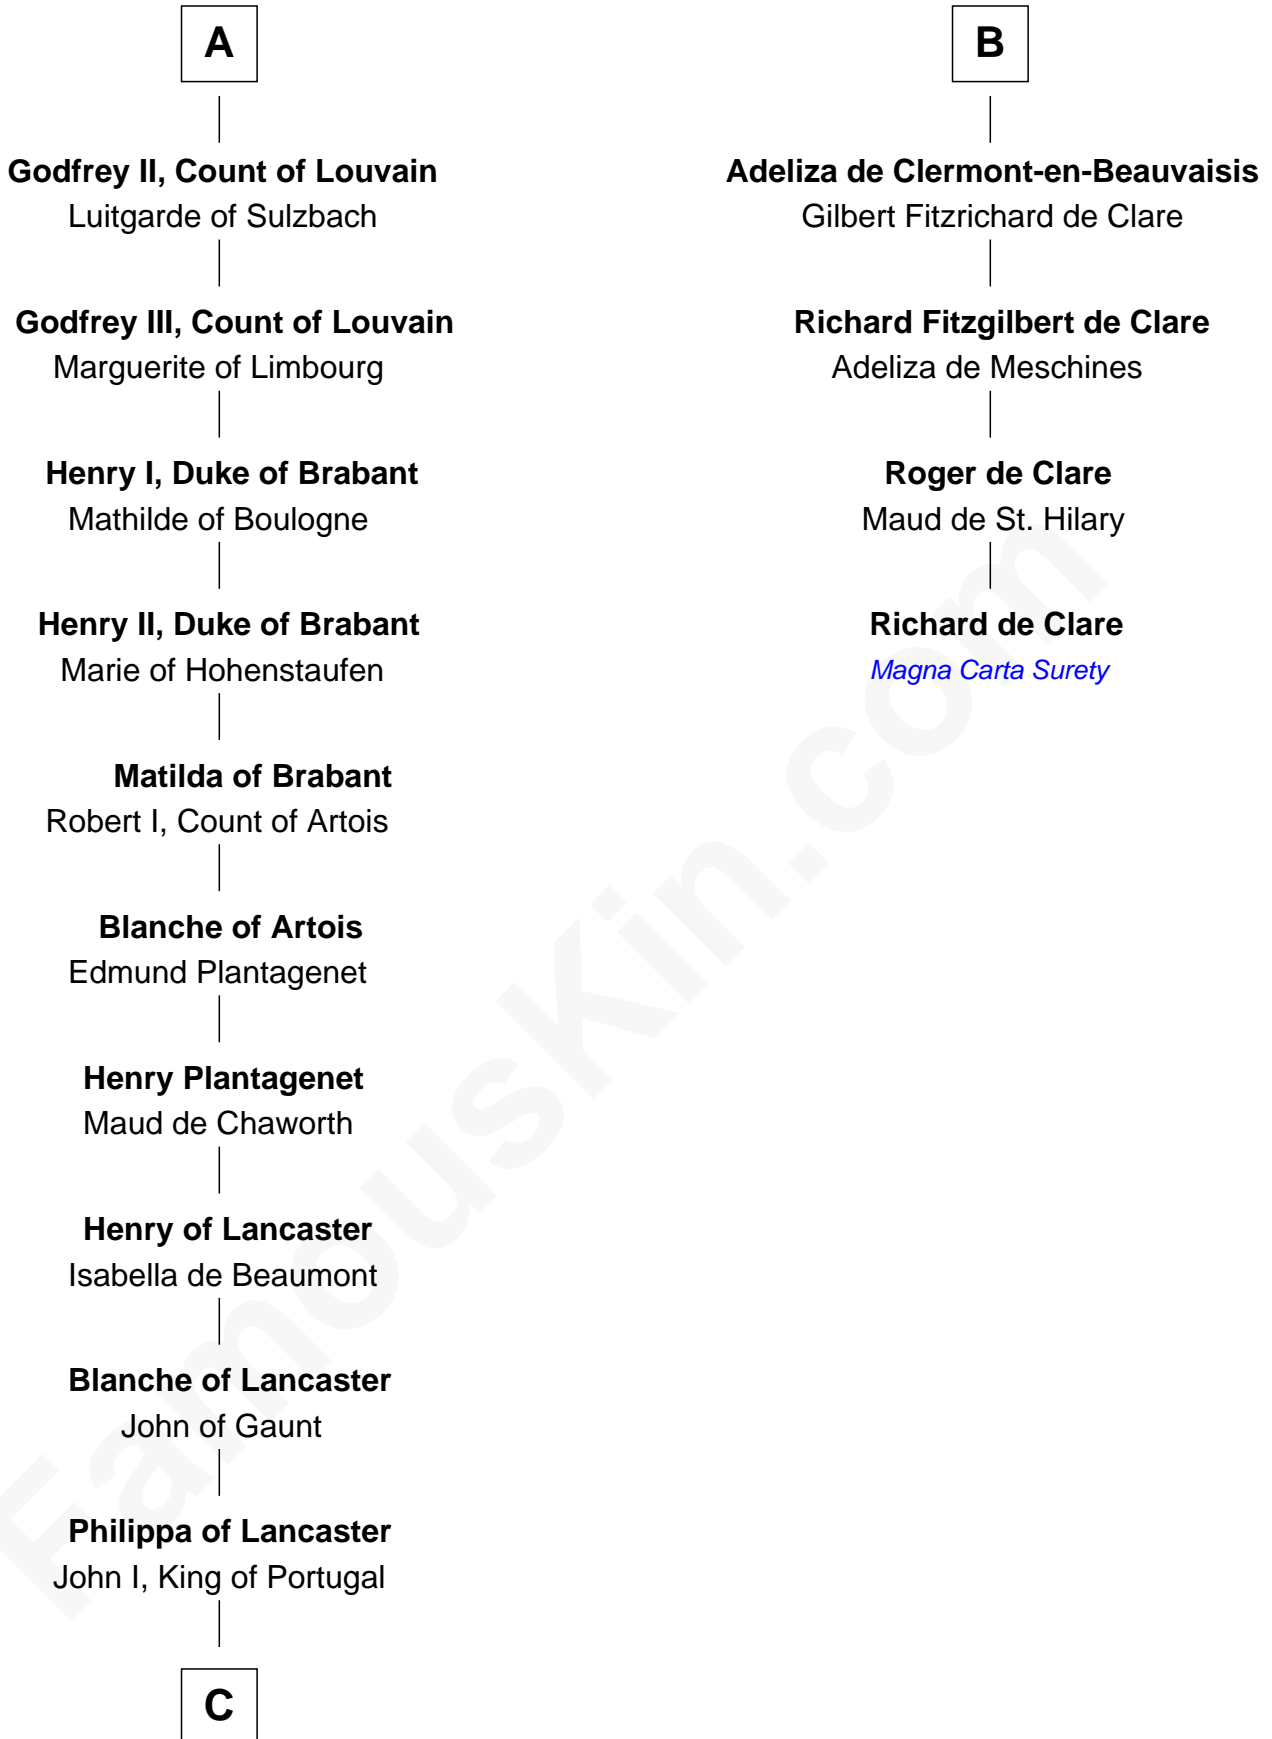 A
Godfrey II, Count of Louvain
Luitgarde of Sulzbach
Godfrey III, Count of Louvain
Marguerite of Limbourg
Henry I, Duke of Brabant
Mathilde of Boulogne
Henry II, Duke of Brabant
Marie of Hohenstaufen
Matilda of Brabant
Robert I, Count of Artois
Blanche of Artois
Edmund Plantagenet
Henry Plantagenet
Maud de Chaworth
Henry of Lancaster
Isabella de Beaumont
Blanche of Lancaster
John of Gaunt
Philippa of Lancaster
John I, King of Portugal
C
B
Adeliza de Clermont-en-Beauvaisis
Gilbert Fitzrichard de Clare
Richard Fitzgilbert de Clare
Adeliza de Meschines
Roger de Clare
Maud de St. Hilary
Richard de Clare
Magna Carta Surety
FamousKin.com